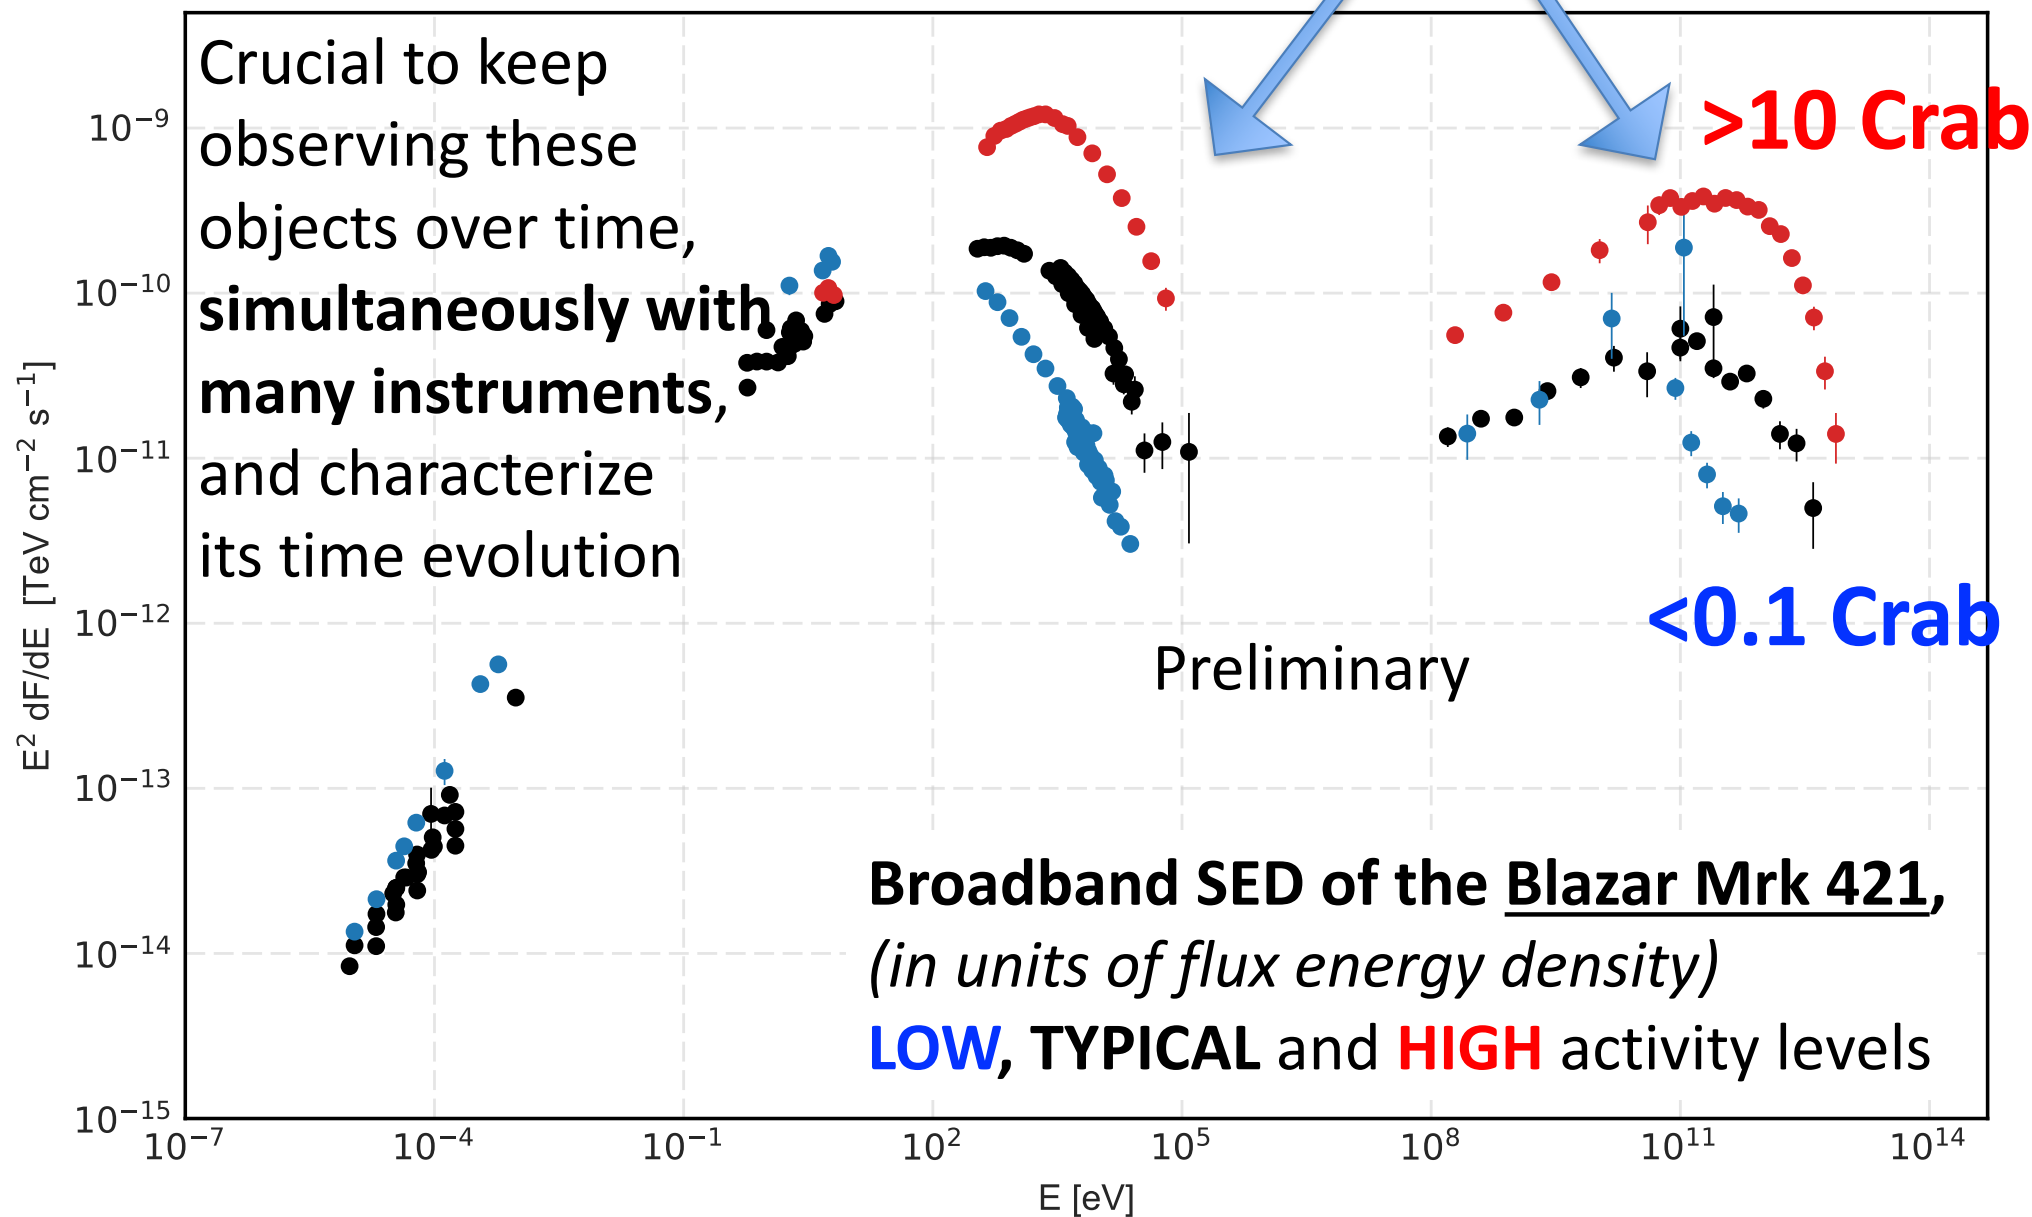 Crucial to keep
observing these
objects over time,
simultaneously with
many instruments,
and characterize
its time evolution
>10 Crab
<0.1 Crab
Preliminary
Broadband SED of the Blazar Mrk 421,
(in units of flux energy density)
LOW, TYPICAL and HIGH activity levels
E² dF/dE [TeV cm⁻² s⁻¹]
10⁻⁹
10⁻¹⁰
10⁻¹¹
10⁻¹²
10⁻¹³
10⁻¹⁴
10⁻¹⁵
10⁻⁷ 10⁻⁴ 10⁻¹ 10² 10⁵ 10⁸ 10¹¹ 10¹⁴
E [eV]